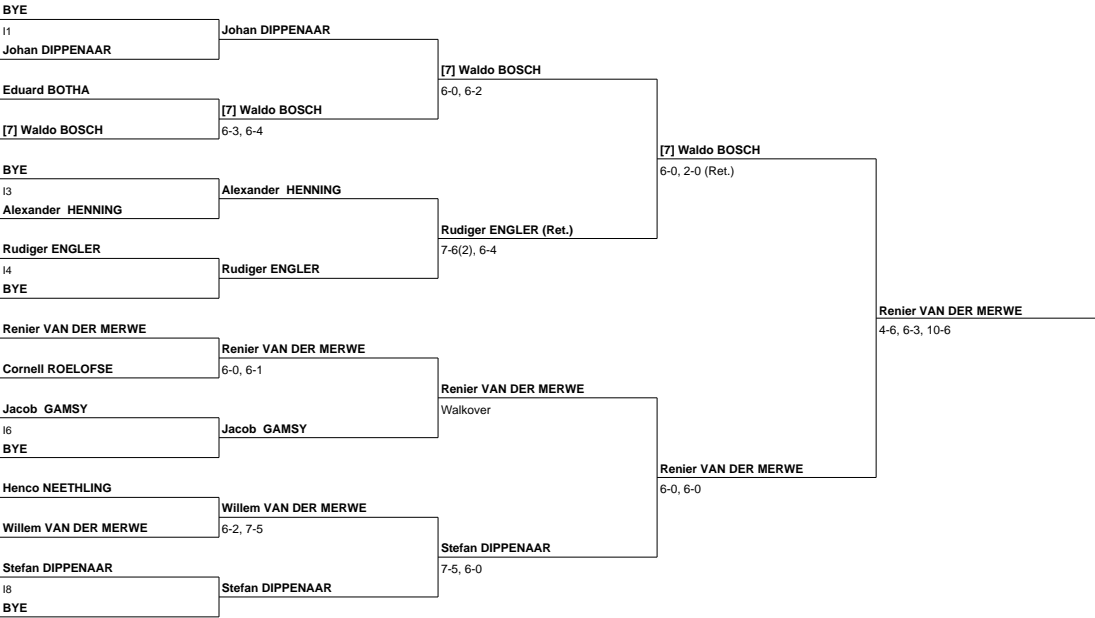 BYE
I1
Johan DIPPENAAR
Eduard BOTHA
[7] Waldo BOSCH
BYE
I3
Alexander HENNING
Rudiger ENGLER
I4
BYE
Renier VAN DER MERWE
Cornell ROELOFSE
Jacob GAMSY
I6
BYE
Henco NEETHLING
Willem VAN DER MERWE
Stefan DIPPENAAR
I8
BYE
Johan DIPPENAAR
[7] Waldo BOSCH
6-3, 6-4
Alexander HENNING
Rudiger ENGLER
Renier VAN DER MERWE
6-0, 6-1
Jacob GAMSY
Willem VAN DER MERWE
6-2, 7-5
Stefan DIPPENAAR
[7] Waldo BOSCH
6-0, 6-2
Rudiger ENGLER (Ret.)
7-6(2), 6-4
Renier VAN DER MERWE
Walkover
Stefan DIPPENAAR
7-5, 6-0
[7] Waldo BOSCH
6-0, 2-0 (Ret.)
Renier VAN DER MERWE
6-0, 6-0
Renier VAN DER MERWE
4-6, 6-3, 10-6